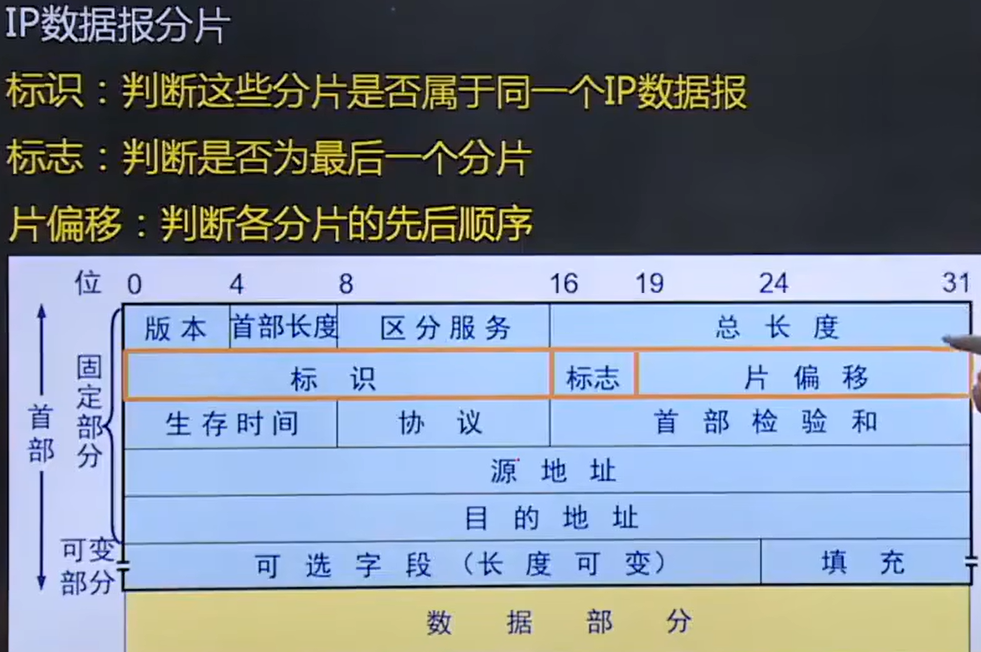 IP数据报分片
标识：判断这些分片是否属于同一个IP数据报
标志：判断是否为最后一个分片
片偏移：判断各分片的先后顺序
位 0 4 8 16 19 24 31
版本 首部长度 区分服务 总长度
标识 标志 片偏移
生存时间 协议 首部检验和
源地址
目的地址
可选字段（长度可变） 填充
数据部分
首部
固定部分
可变部分